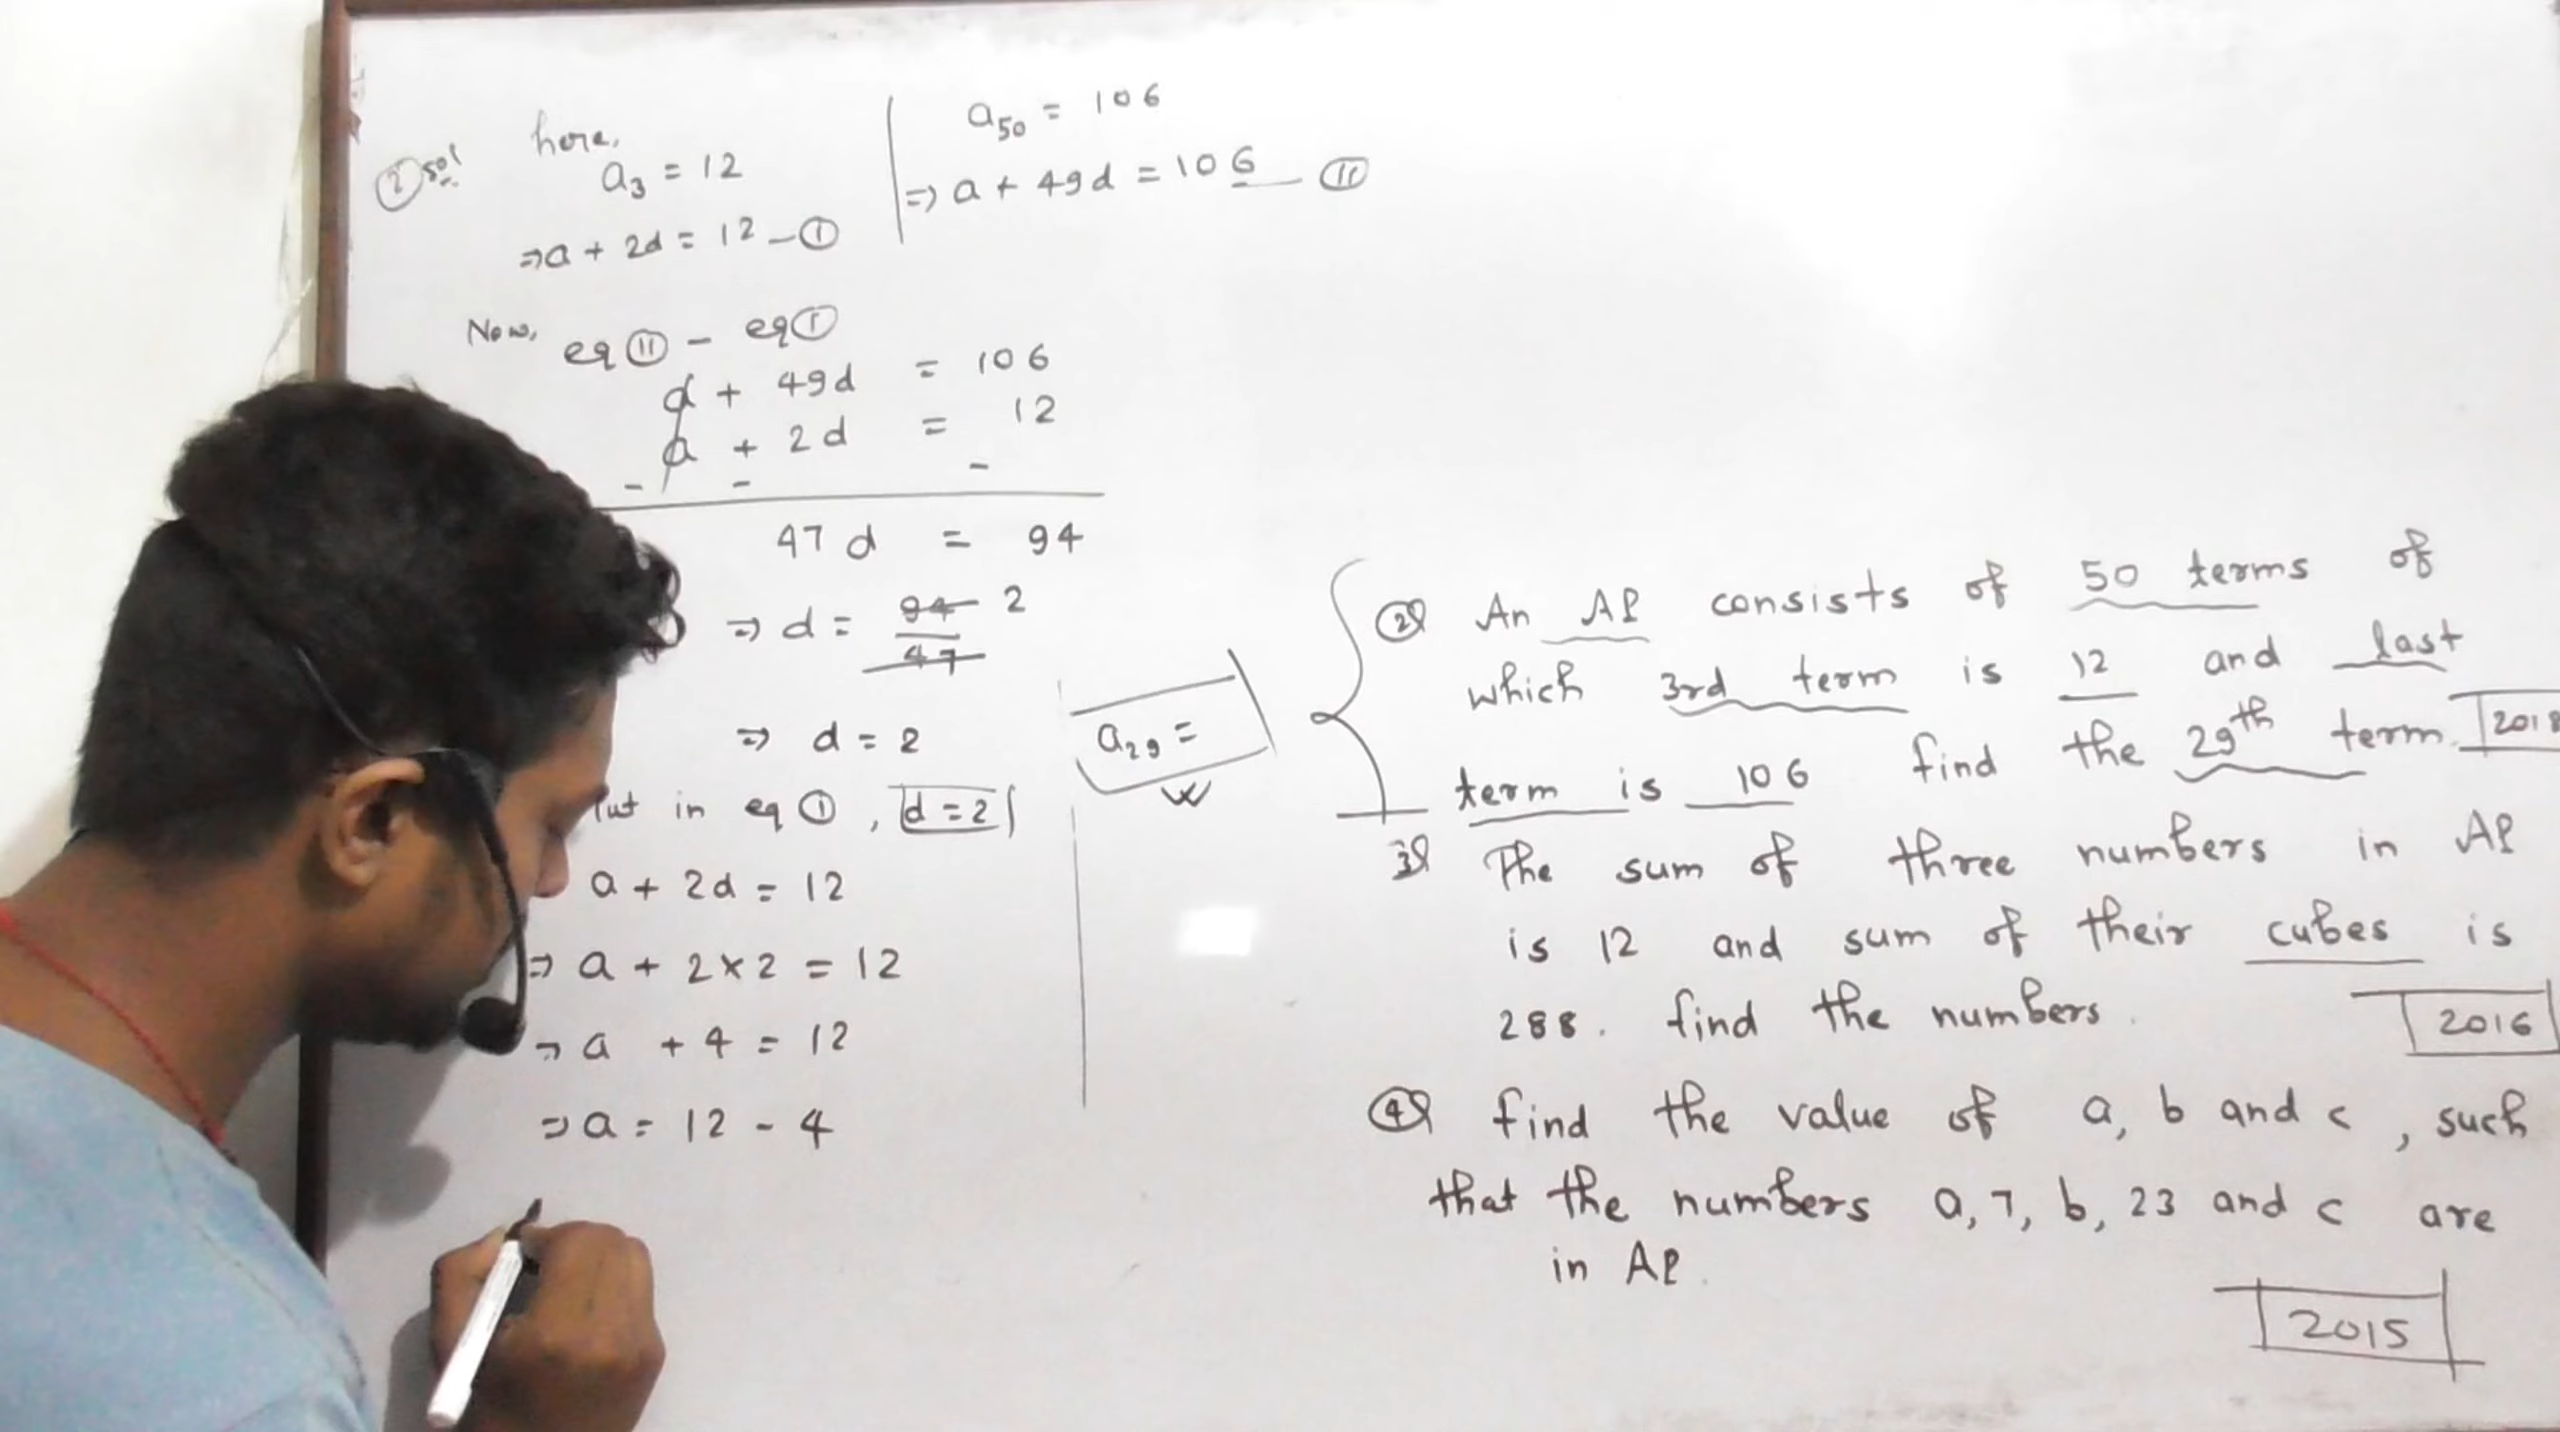 ② sol here,
a₃ = 12
⇒ a + 2d = 12 — ①
a₅₀ = 106
⇒ a + 49d = 106 — ⑪
Now, eq ⑪ - eq ①
a + 49d = 106
a + 2d = 12
- - -
47d = 94
⇒ d = 94/47 2
⇒ d = 2
Put in eq ①, d = 2
a + 2d = 12
⇒ a + 2×2 = 12
⇒ a + 4 = 12
⇒ a = 12 - 4
a₂₉ =
② An AP consists of 50 terms of
which 3rd term is 12 and last
term is 106 find the 29th term. 2018
3 The sum of three numbers in AP
is 12 and sum of their cubes is
288. find the numbers. 2016
④ find the value of a, b and c, such
that the numbers a, 7, b, 23 and c are
in AP.
2015